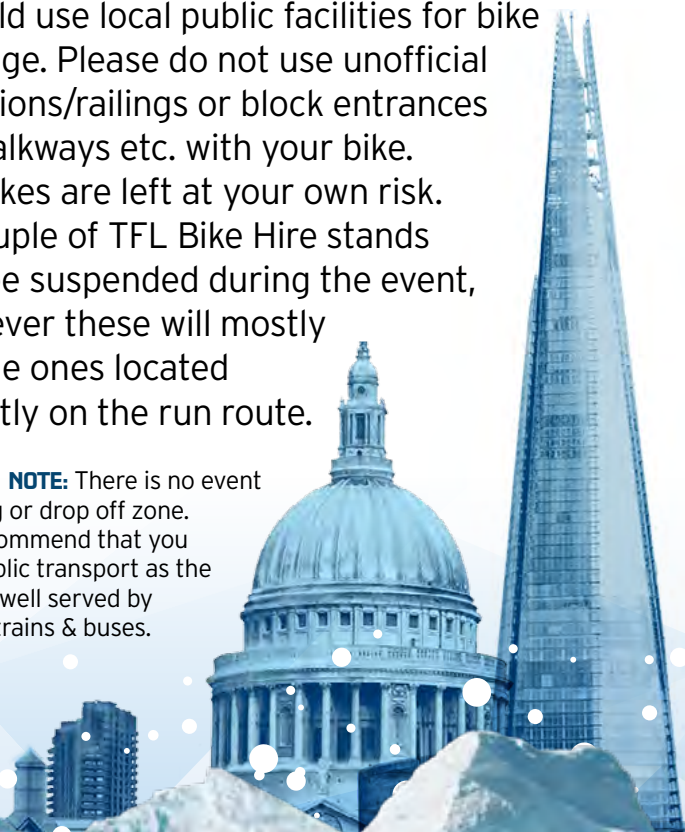 ld use local public facilities for bike
ge. Please do not use unofficial
ions/railings or block entrances
alkways etc. with your bike.
kes are left at your own risk.
uple of TFL Bike Hire stands
e suspended during the event,
ever these will mostly
e ones located
tly on the run route.
NOTE: There is no event
g or drop off zone.
ommend that you
blic transport as the
well served by
trains & buses.